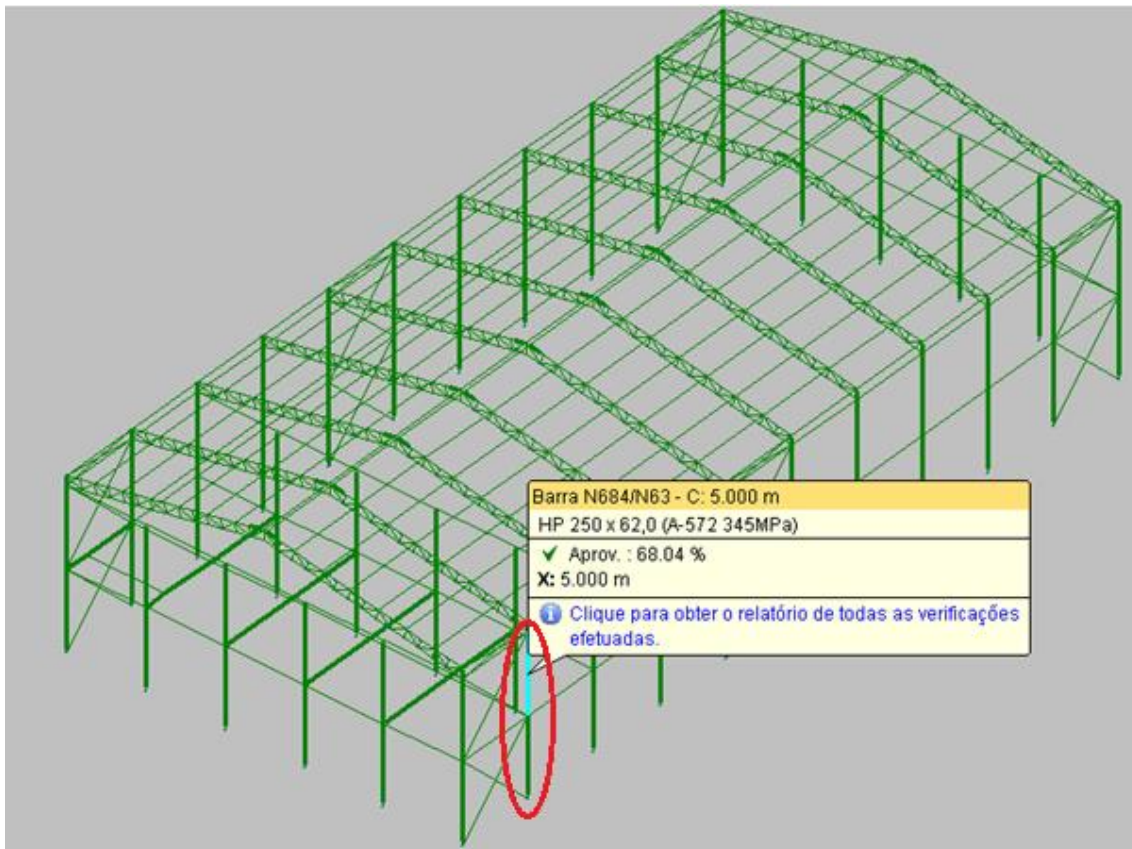 Barra N684/N63 - C: 5.000 m
HP 250 x 62,0 (A-572 345MPa)
Aprov. : 68.04 %
X: 5.000 m
Clique para obter o relatório de todas as verificações
efetuadas.